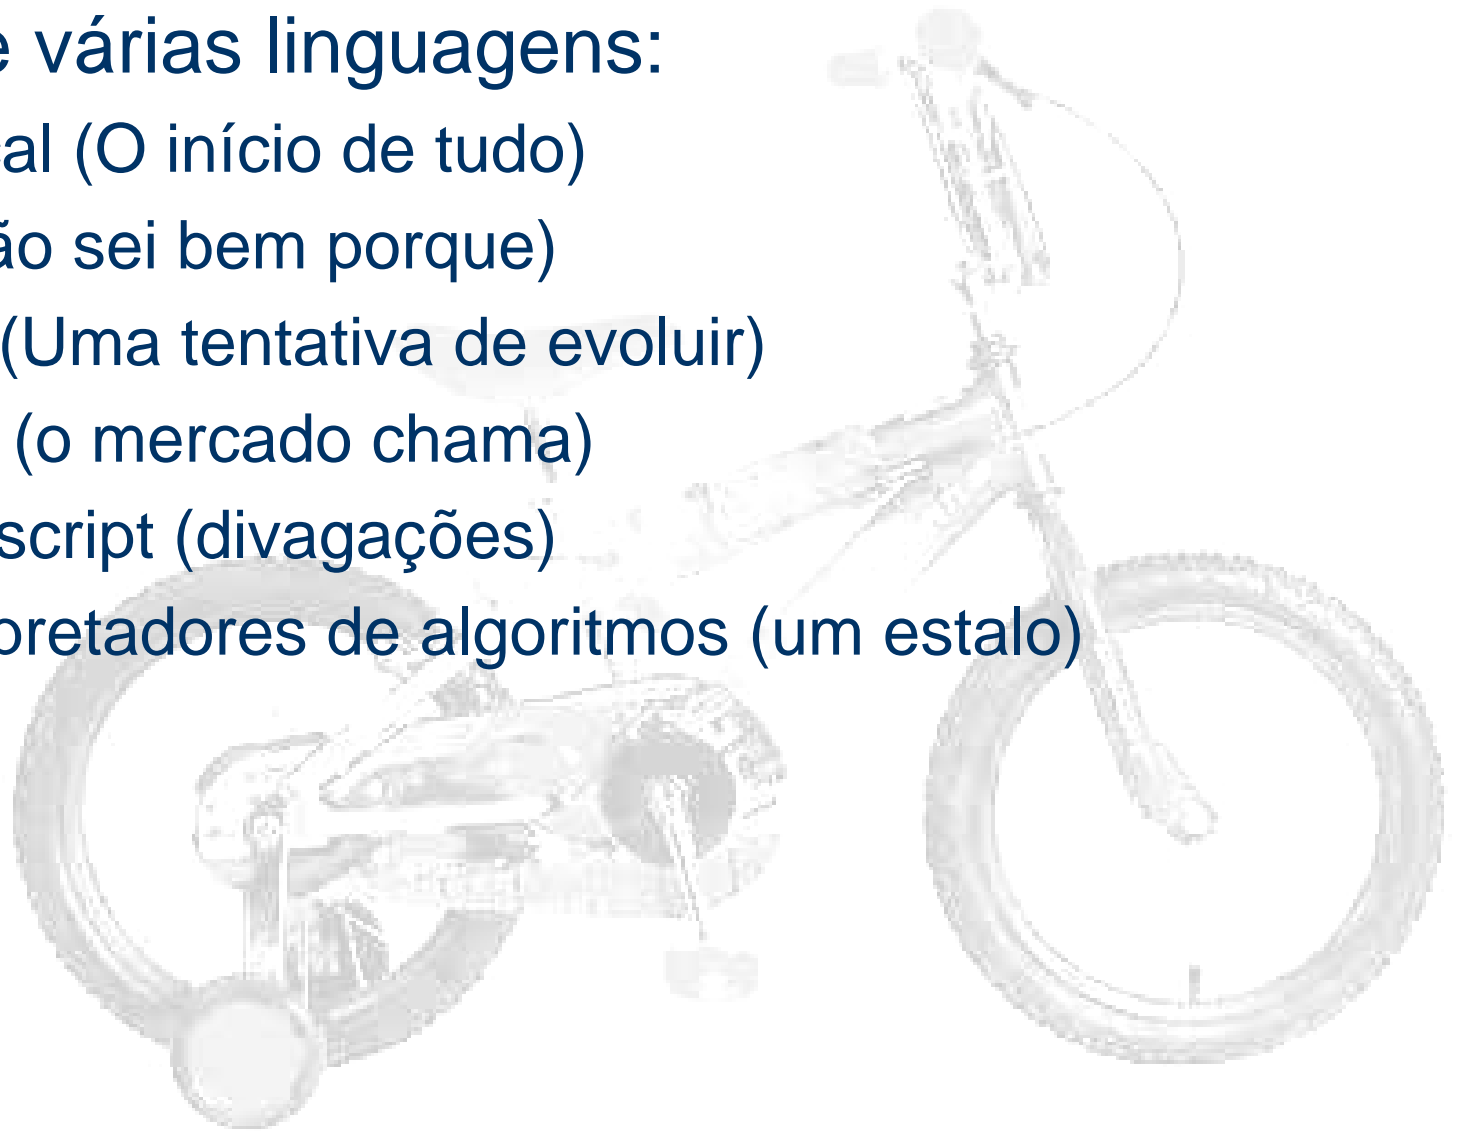 e várias linguagens:
cal (O início de tudo)
ão sei bem porque)
(Uma tentativa de evoluir)
(o mercado chama)
script (divagações)
pretadores de algoritmos (um estalo)